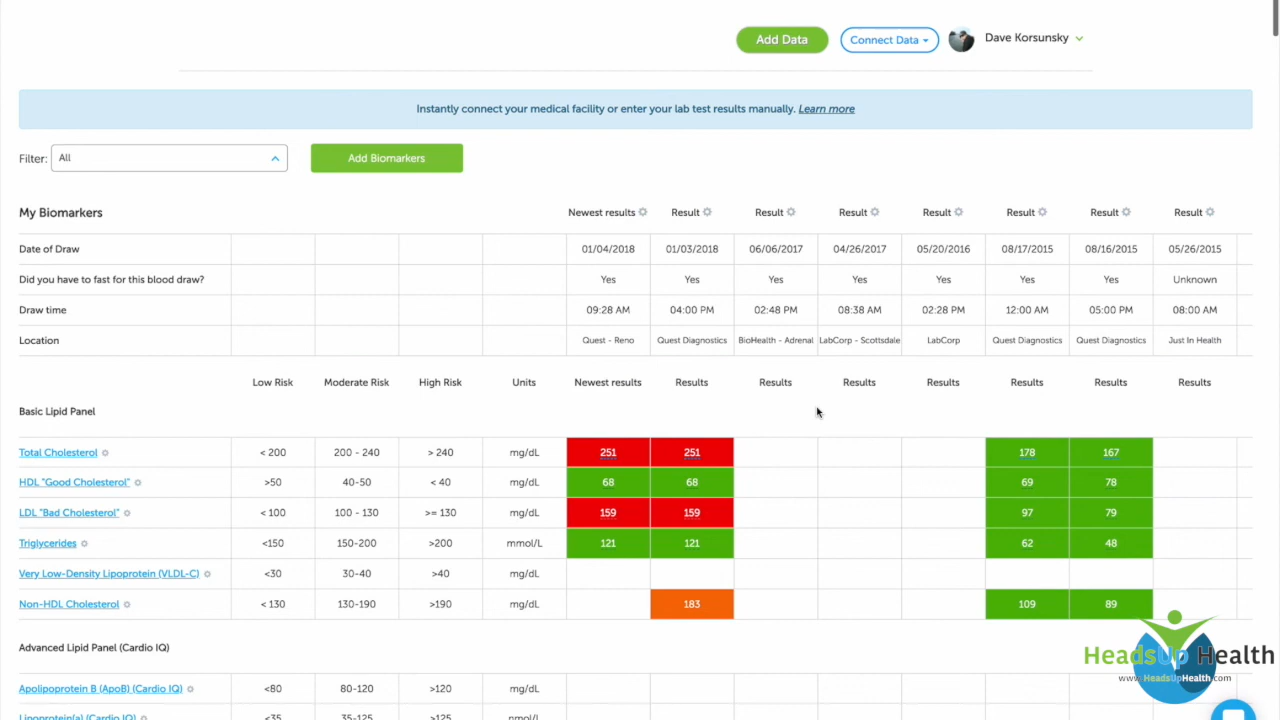 Add Data
Connect Data
Dave Korsunsky
Instantly connect your medical facility or enter your lab test results manually. Learn more
Filter: All
Add Biomarkers
My Biomarkers Newest results Result Result Result Result Result Result Result
Date of Draw 01/04/2018 01/03/2018 06/06/2017 04/26/2017 05/20/2016 08/17/2015 08/16/2015 05/26/2015
Did you have to fast for this blood draw? Yes Yes Yes Yes Yes Yes Yes Unknown
Draw time 09:28 AM 04:00 PM 02:48 PM 08:38 AM 02:28 PM 12:00 AM 05:00 PM 08:00 AM
Location Quest - Reno Quest Diagnostics BioHealth - Adrenal LabCorp - Scottsdale LabCorp Quest Diagnostics Quest Diagnostics Just In Health
Low Risk Moderate Risk High Risk Units Newest results Results Results Results Results Results Results Results
Basic Lipid Panel
Total Cholesterol < 200 200 - 240 > 240 mg/dL 251 251 178 167
HDL "Good Cholesterol" >50 40-50 < 40 mg/dL 68 68 69 78
LDL "Bad Cholesterol" < 100 100 - 130 >= 130 mg/dL 159 159 97 79
Triglycerides <150 150-200 >200 mmol/L 121 121 62 48
Very Low-Density Lipoprotein (VLDL-C) <30 30-40 >40 mg/dL
Non-HDL Cholesterol < 130 130-190 >190 mg/dL 183 109 89
Advanced Lipid Panel (Cardio IQ)
HeadsUp Health
www.HeadsUpHealth.com
Apolipoprotein B (ApoB) (Cardio IQ) <80 80-120 >120 mg/dL
Lipoprotein(a) (Cardio IQ) <35 35-125 >125 nmol/L